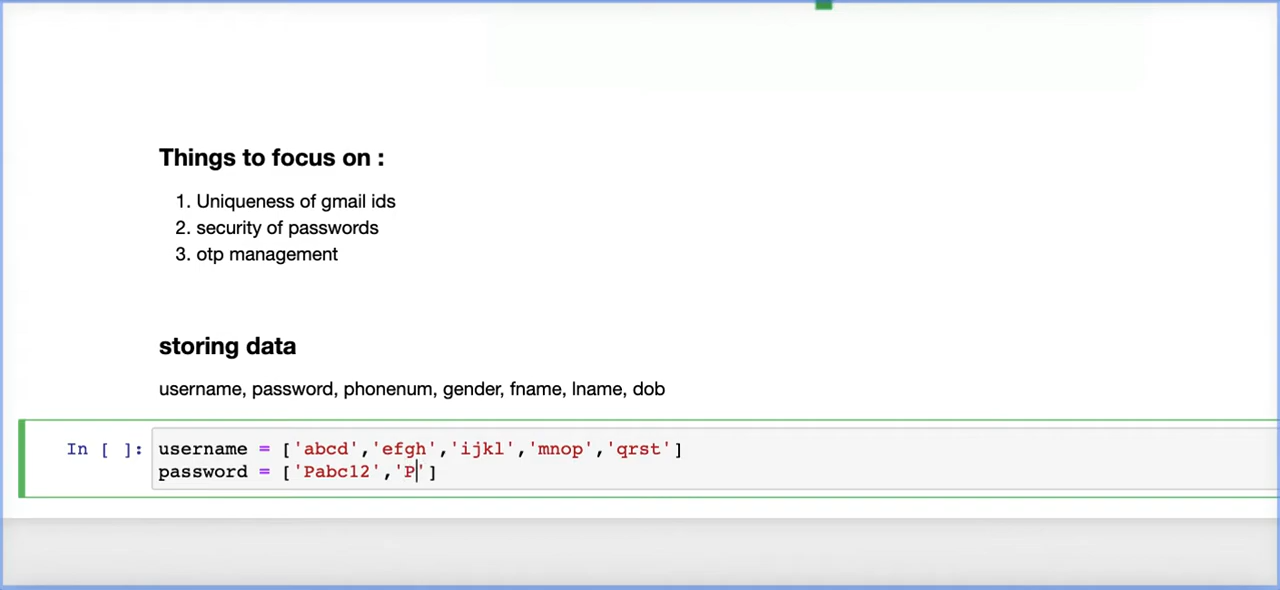 Things to focus on :
1. Uniqueness of gmail ids
2. security of passwords
3. otp management
storing data
username, password, phonenum, gender, fname, lname, dob
In [ ]: username = ['abcd','efgh','ijkl','mnop','qrst']
password = ['Pabc12','P']